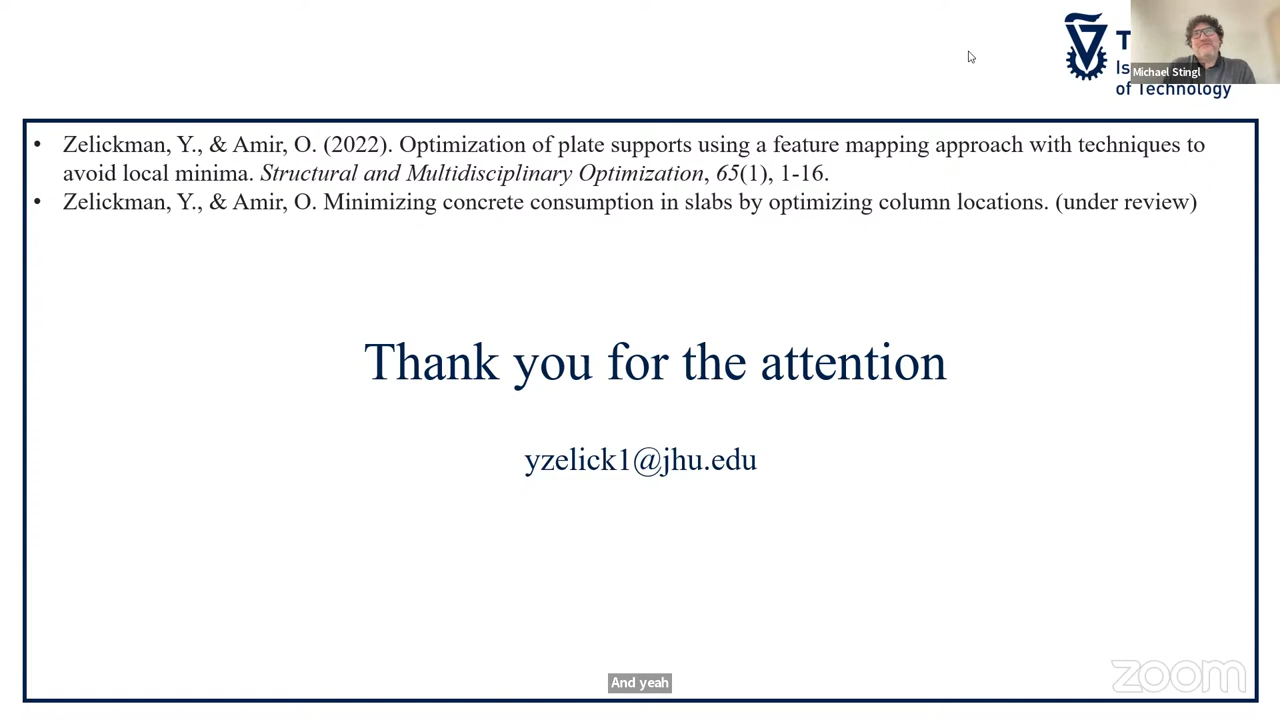 T
Is
of Technology
Michael Stingl
• Zelickman, Y., & Amir, O. (2022). Optimization of plate supports using a feature mapping approach with techniques to
avoid local minima. Structural and Multidisciplinary Optimization, 65(1), 1-16.
• Zelickman, Y., & Amir, O. Minimizing concrete consumption in slabs by optimizing column locations. (under review)
Thank you for the attention
yzelick1@jhu.edu
And yeah
zoom